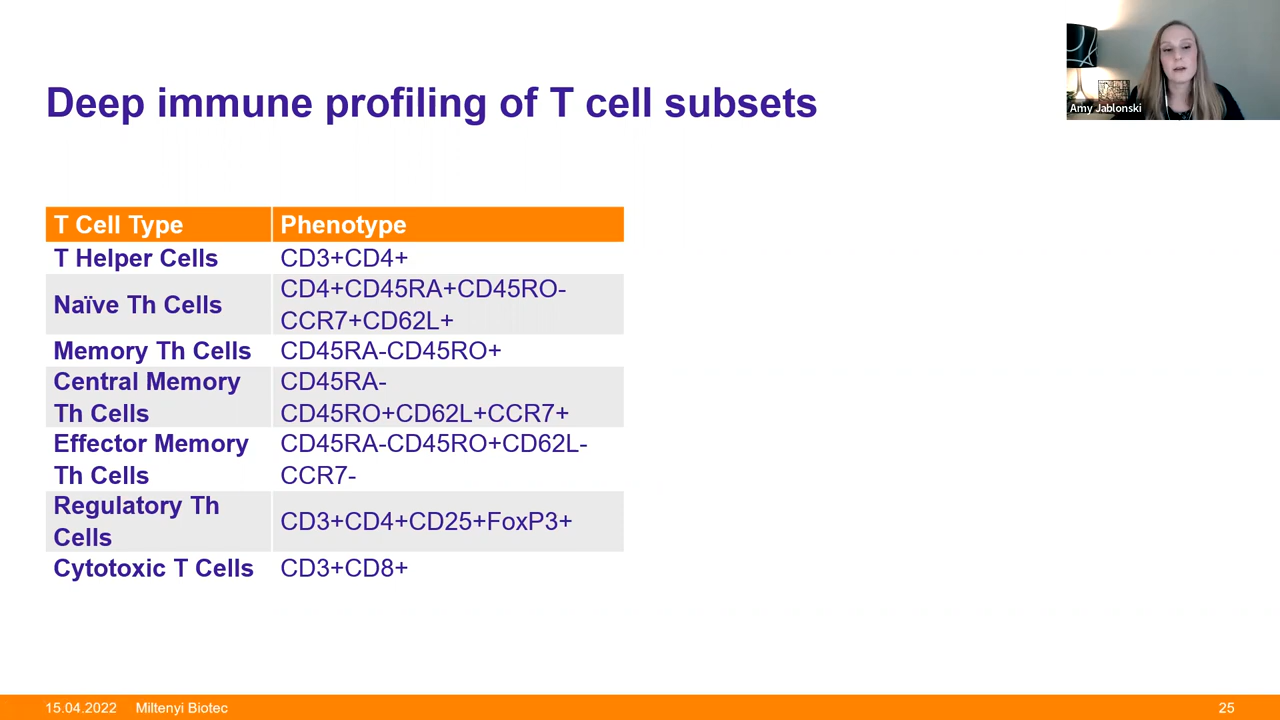 Amy Jablonski
Deep immune profiling of T cell subsets
T Cell Type
Phenotype
T Helper Cells
CD3+CD4+
Naïve Th Cells
CD4+CD45RA+CD45RO-
CCR7+CD62L+
Memory Th Cells
CD45RA-CD45RO+
Central Memory
Th Cells
CD45RA-
CD45RO+CD62L+CCR7+
Effector Memory
Th Cells
CD45RA-CD45RO+CD62L-
CCR7-
Regulatory Th
Cells
CD3+CD4+CD25+FoxP3+
Cytotoxic T Cells
CD3+CD8+
15.04.2022 Miltenyi Biotec
25